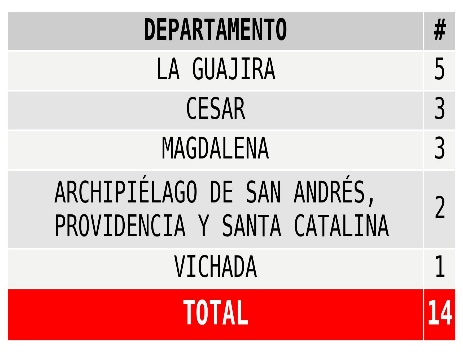 DEPARTAMENTO #
LA GUAJIRA 5
CESAR 3
MAGDALENA 3
ARCHIPIÉLAGO DE SAN ANDRÉS,
PROVIDENCIA Y SANTA CATALINA 2
VICHADA 1
TOTAL 14